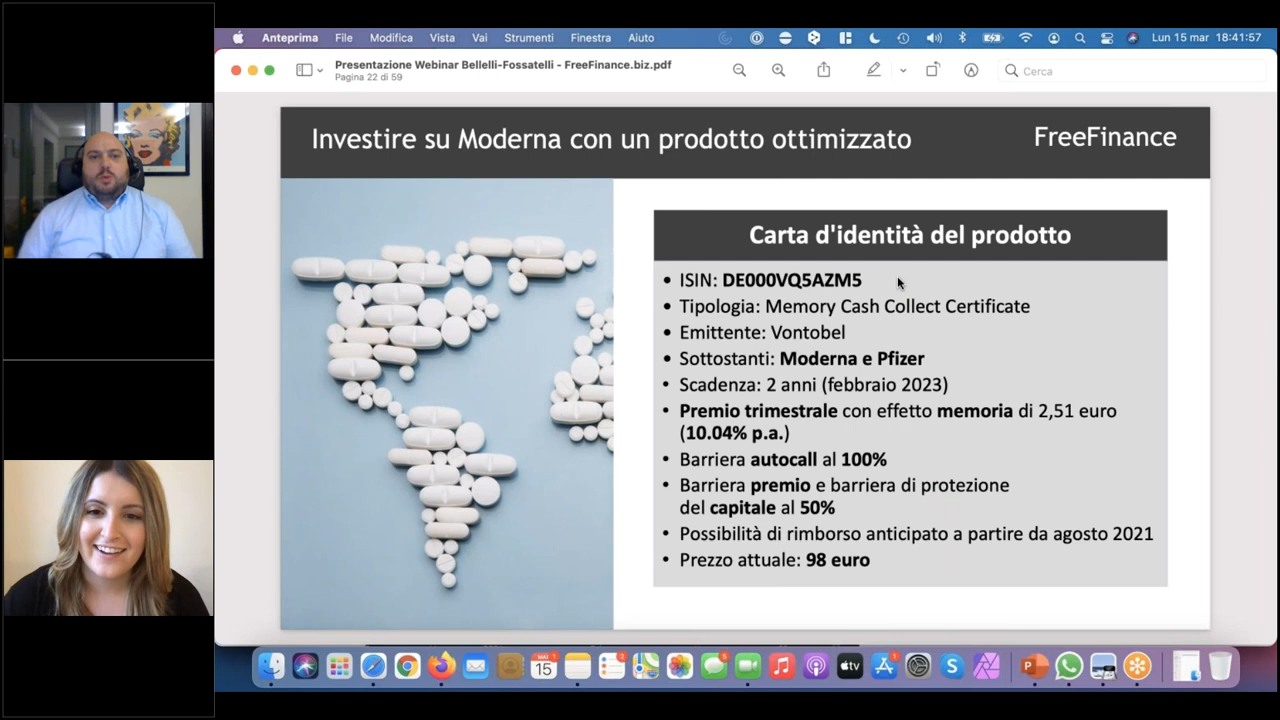 Anteprima File Modifica Vista Vai Strumenti Finestra Aiuto Lun 15 mar 18:41:57
Presentazione Webinar Bellelli-Fossatelli - FreeFinance.biz.pdf
Pagina 22 di 59
Cerca
Investire su Moderna con un prodotto ottimizzato
FreeFinance
Carta d'identità del prodotto
• ISIN: DE000VQ5AZM5
• Tipologia: Memory Cash Collect Certificate
• Emittente: Vontobel
• Sottostanti: Moderna e Pfizer
• Scadenza: 2 anni (febbraio 2023)
• Premio trimestrale con effetto memoria di 2,51 euro
(10.04% p.a.)
• Barriera autocall al 100%
• Barriera premio e barriera di protezione
del capitale al 50%
• Possibilità di rimborso anticipato a partire da agosto 2021
• Prezzo attuale: 98 euro
15
tv